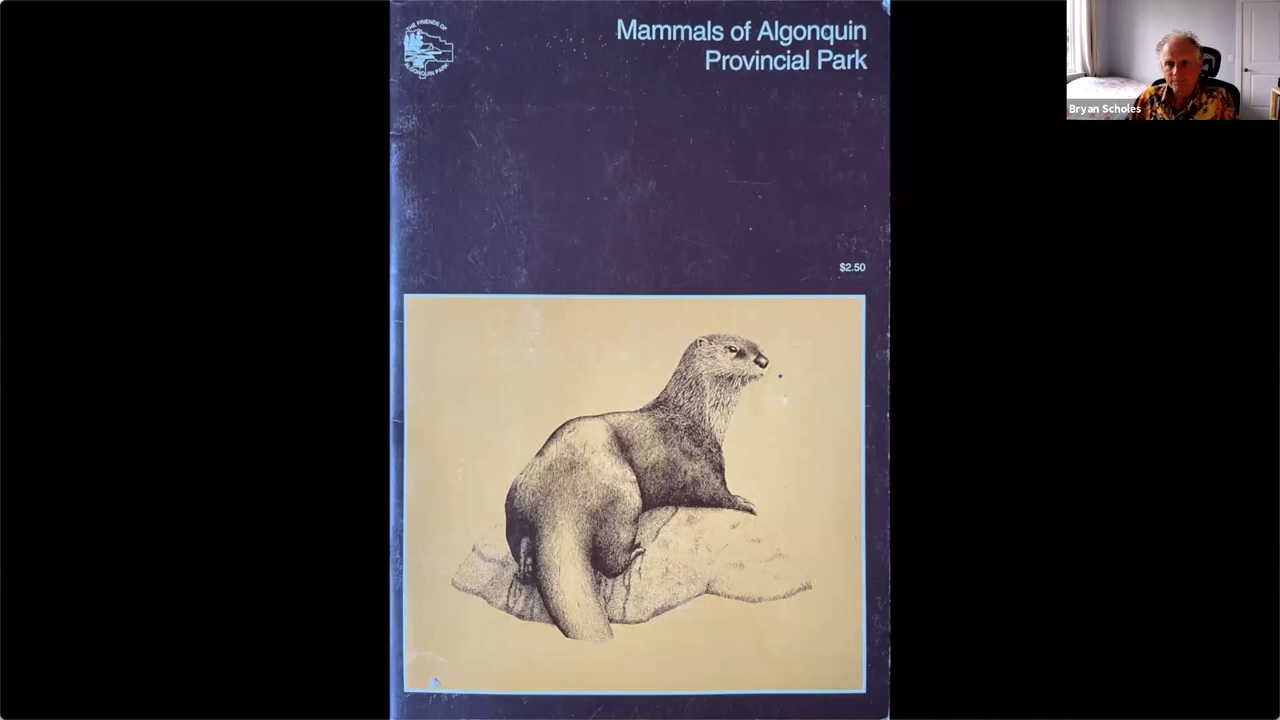 THE FRIENDS OF
ALGONQUIN PARK
Mammals of Algonquin
Provincial Park
$2.50
Bryan Scholes